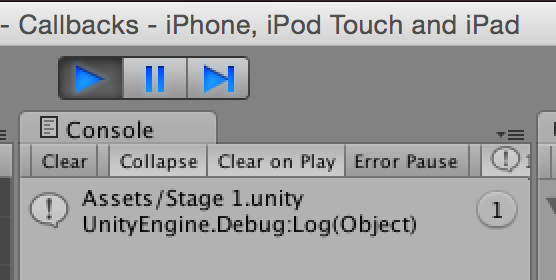 - Callbacks - iPhone, iPod Touch and iPad
Console
Clear Collapse Clear on Play Error Pause
Assets/Stage 1.unity
UnityEngine.Debug:Log(Object)
1